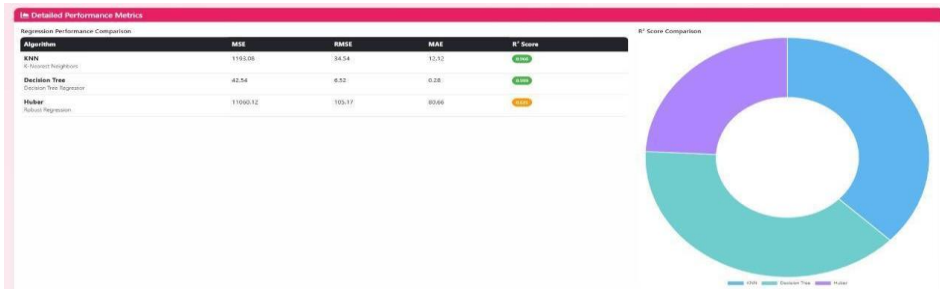 Detailed Performance Metrics
Regression Performance Comparison
Algorithm MSE RMSE MAE R² Score
KNN 1193.08 34.54 12.12
K-Nearest Neighbors
Decision Tree 42.54 6.52 0.28
Decision Tree Regressor
Huber 11060.12 105.17 80.66
Robust Regression
R² Score Comparison
KNN Decision Tree Huber